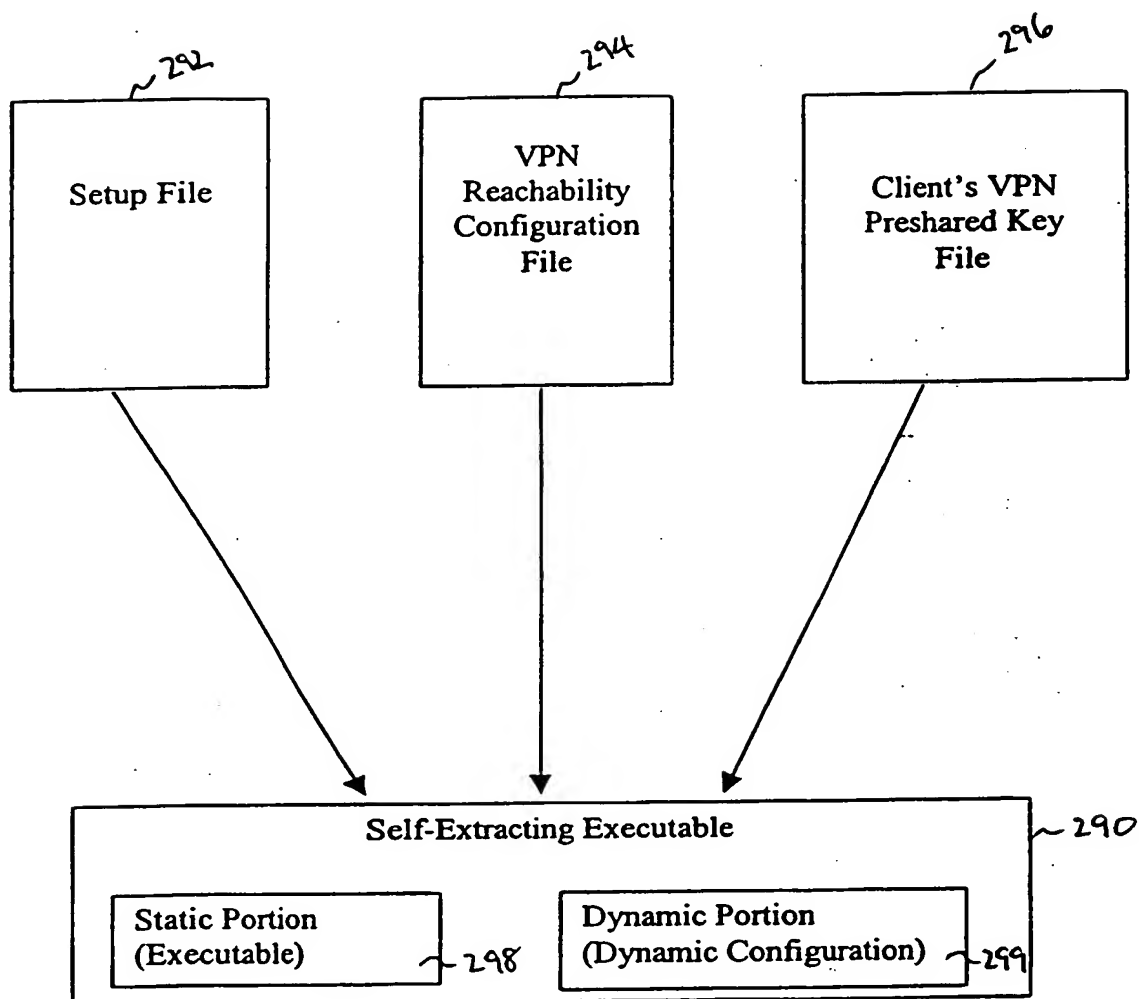 292
294
296
Setup File
VPN
Reachability
Configuration
File
Client's VPN
Preshared Key
File
Self-Extracting Executable
290
Static Portion
(Executable)
298
Dynamic Portion
(Dynamic Configuration)
299